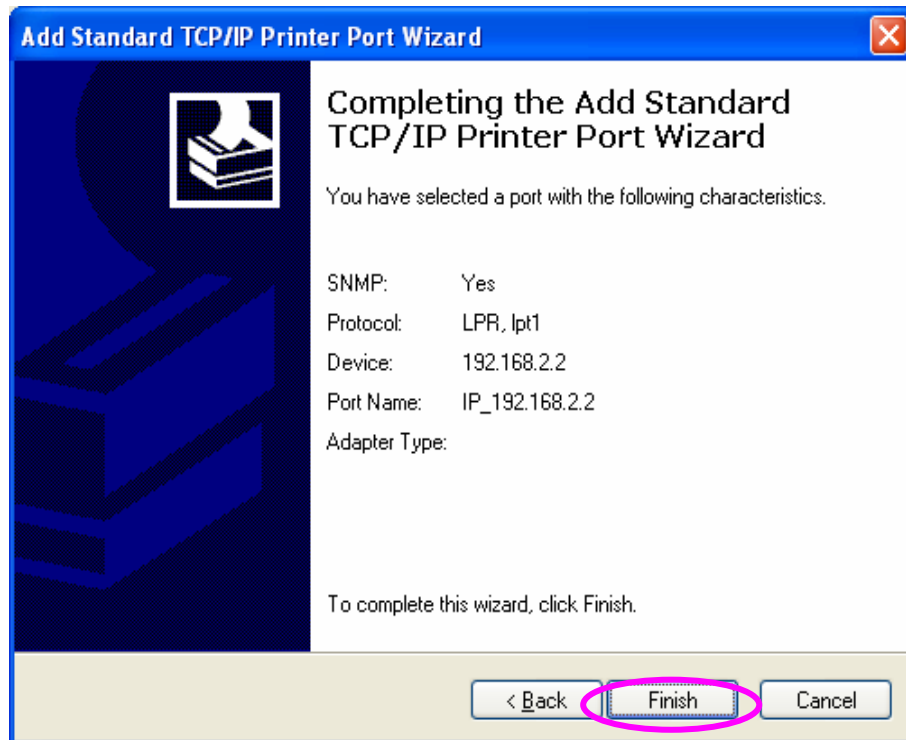 Add Standard TCP/IP Printer Port Wizard
Completing the Add Standard
TCP/IP Printer Port Wizard
You have selected a port with the following characteristics.
SNMP: Yes
Protocol: LPR, lpt1
Device: 192.168.2.2
Port Name: IP_192.168.2.2
Adapter Type:
To complete this wizard, click Finish.
< Back Finish Cancel